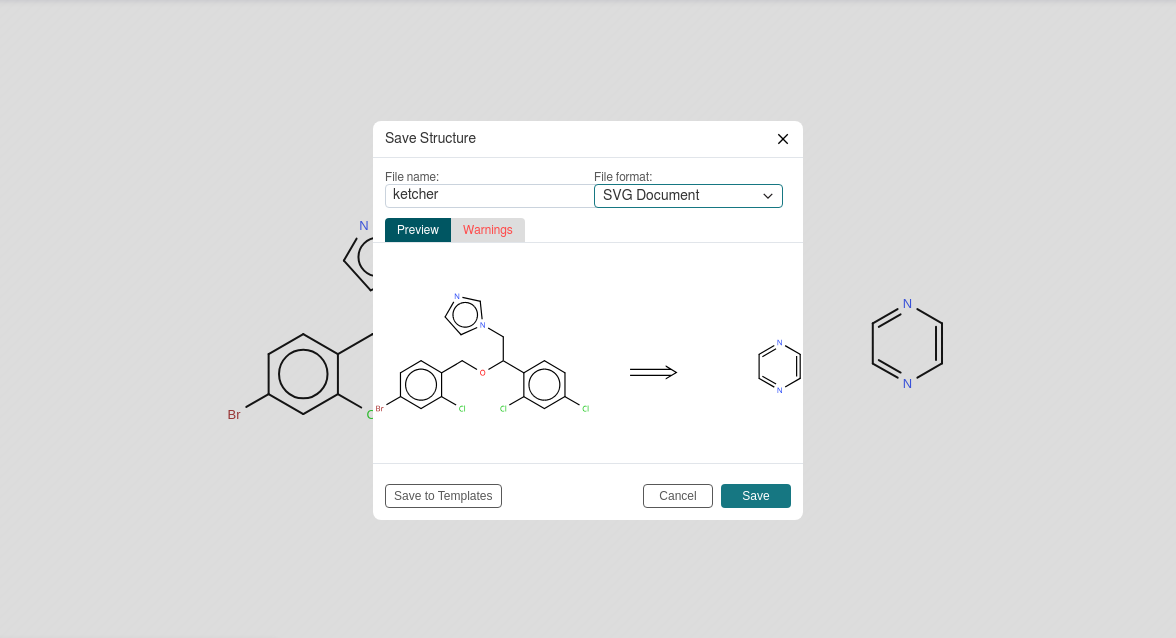 Save Structure
File name:
File format:
ketcher
SVG Document
Preview
Warnings
N
N
N
N
O
N
Br
Cl
Cl
Cl
N
N
Br
Save to Templates
Cancel
Save